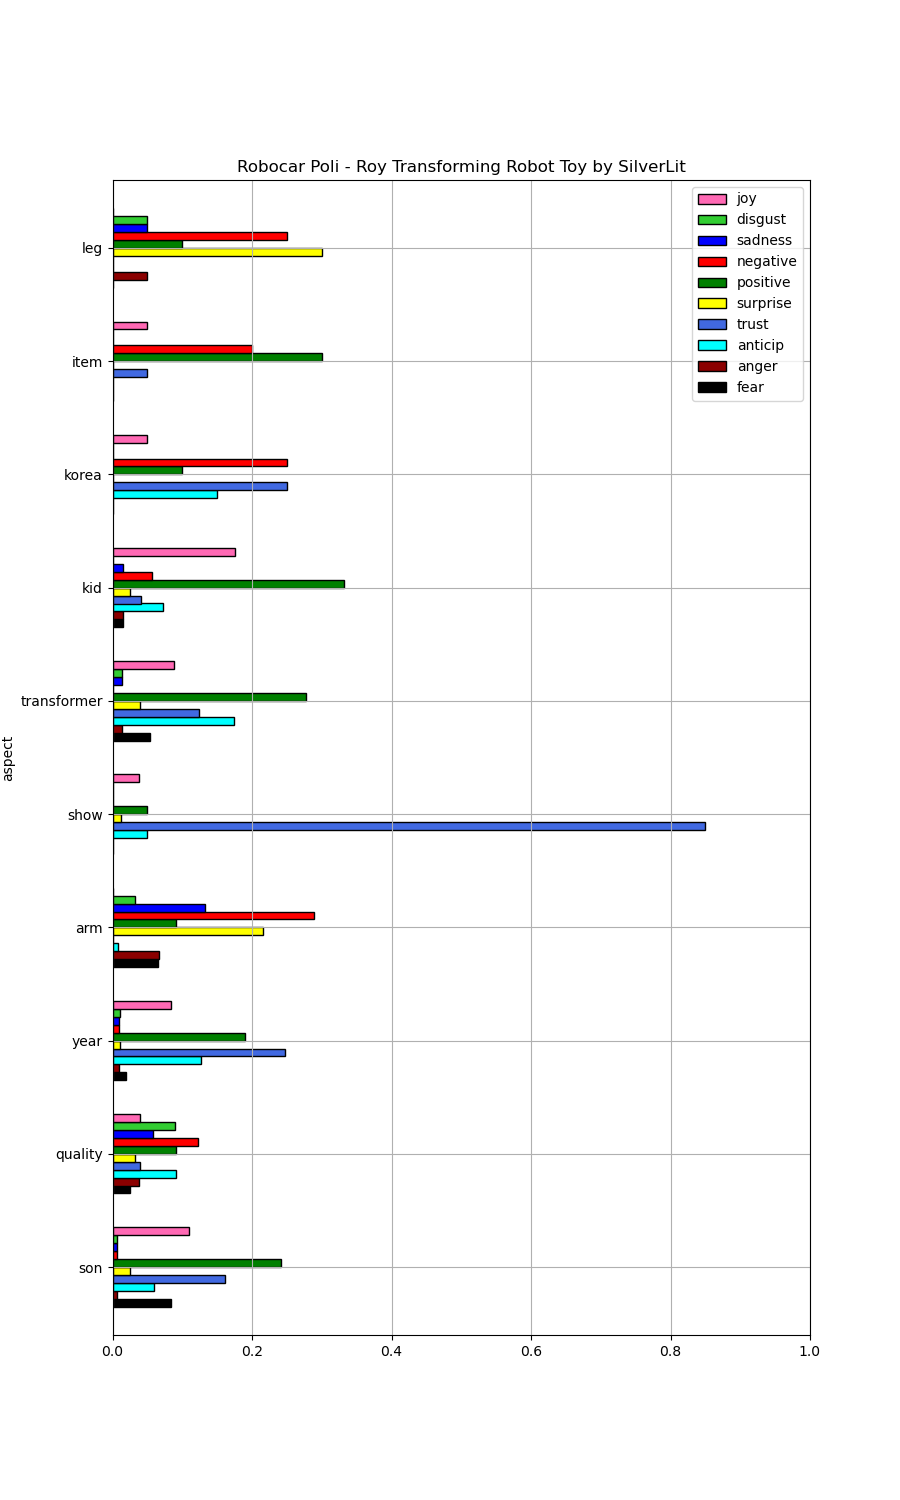 Robocar Poli - Roy Transforming Robot Toy by SilverLit
joy
disgust
sadness
negative
positive
surprise
trust
anticip
anger
fear
leg
item
korea
kid
transformer
show
arm
year
quality
son
aspect
0.0 0.2 0.4 0.6 0.8 1.0